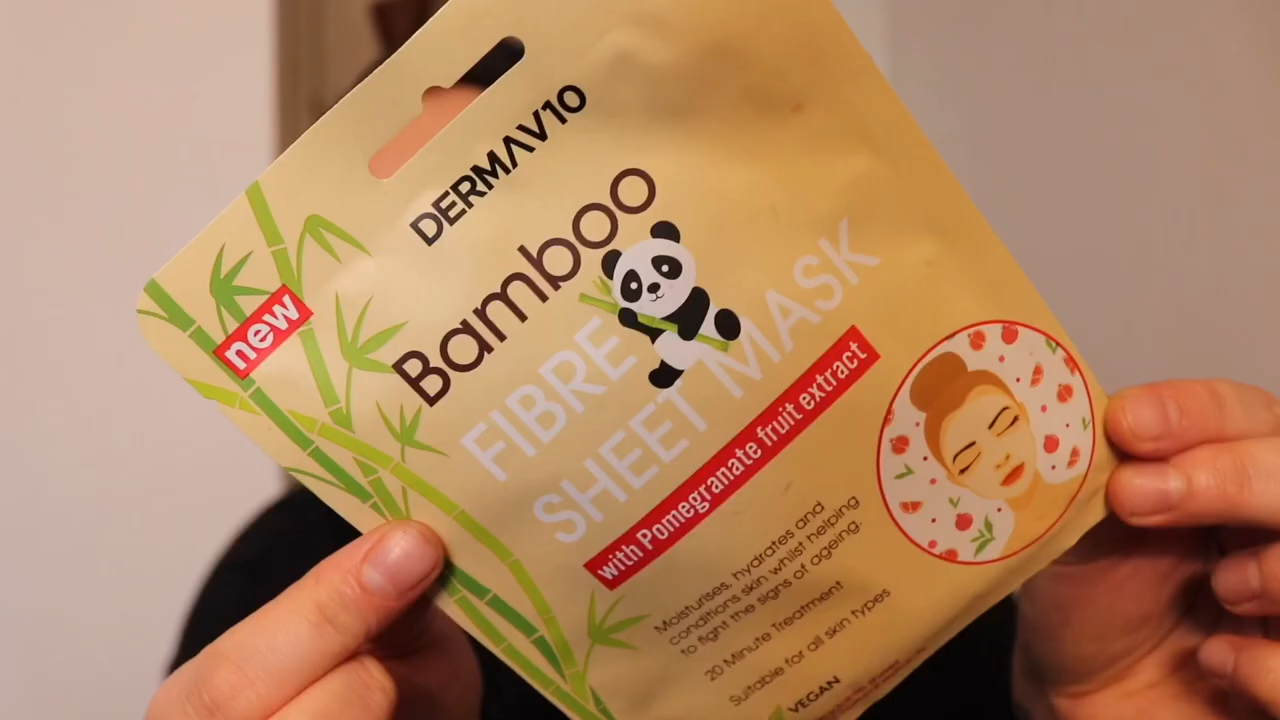 DERMAV10
Bamboo
FIBRE
SHEET MASK
new
with Pomegranate fruit extract
Moisturises, hydrates and
conditions skin whilst helping
to fight the signs of ageing.
20 Minute Treatment
Suitable for all skin types
VEGAN